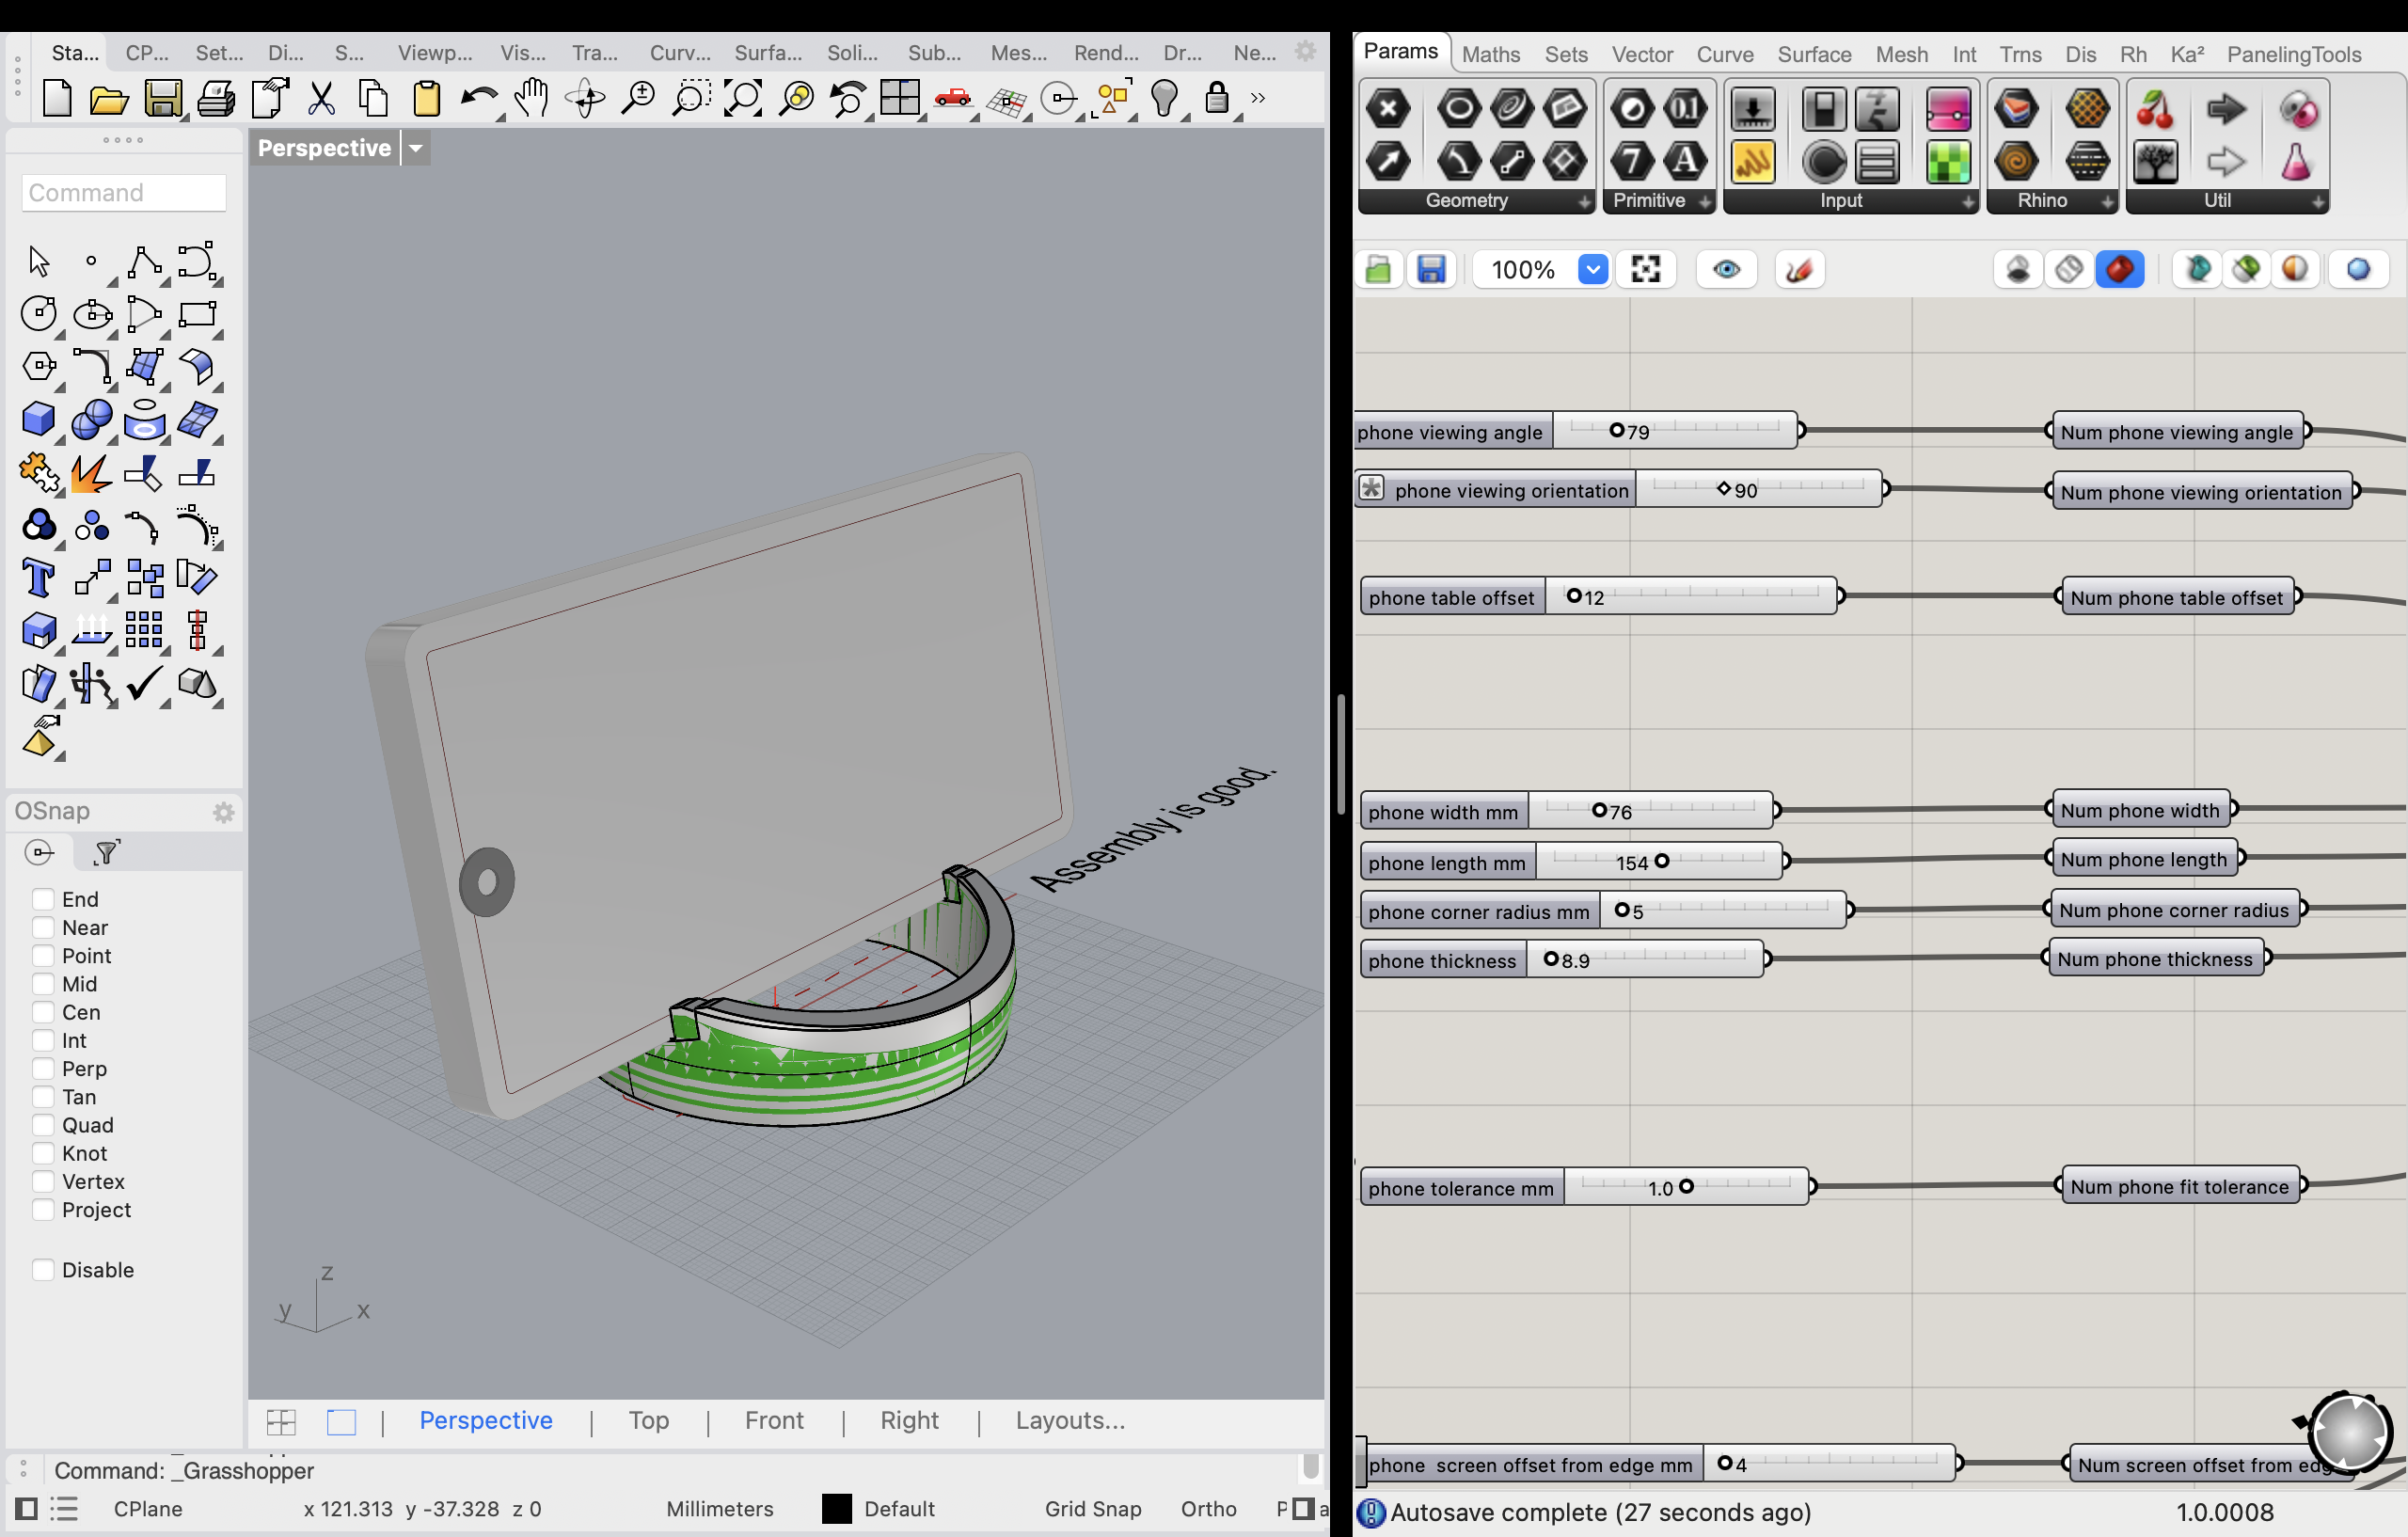 Sta... CP... Set... Di... S... Viewp... Vis... Tra... Curv... Surfa... Soli... Sub... Mes... Rend... Dr... Ne...
Perspective
Command
OSnap
End
Near
Point
Mid
Cen
Int
Perp
Tan
Quad
Knot
Vertex
Project
Disable
Assembly is good.
z
y
x
Perspective | Top | Front | Right | Layouts...
Command: _Grasshopper
CPlane x 121.313 y -37.328 z 0 Millimeters Default Grid Snap Ortho P a
Params Maths Sets Vector Curve Surface Mesh Int Trns Dis Rh Ka² PanelingTools
Geometry Primitive Input Rhino Util
100%
phone viewing angle 79 Num phone viewing angle
phone viewing orientation 90 Num phone viewing orientation
phone table offset 12 Num phone table offset
phone width mm 76 Num phone width
phone length mm 154 Num phone length
phone corner radius mm 5 Num phone corner radius
phone thickness 8.9 Num phone thickness
phone tolerance mm 1.0 Num phone fit tolerance
phone screen offset from edge mm 4 Num screen offset from edg
Autosave complete (27 seconds ago) 1.0.0008